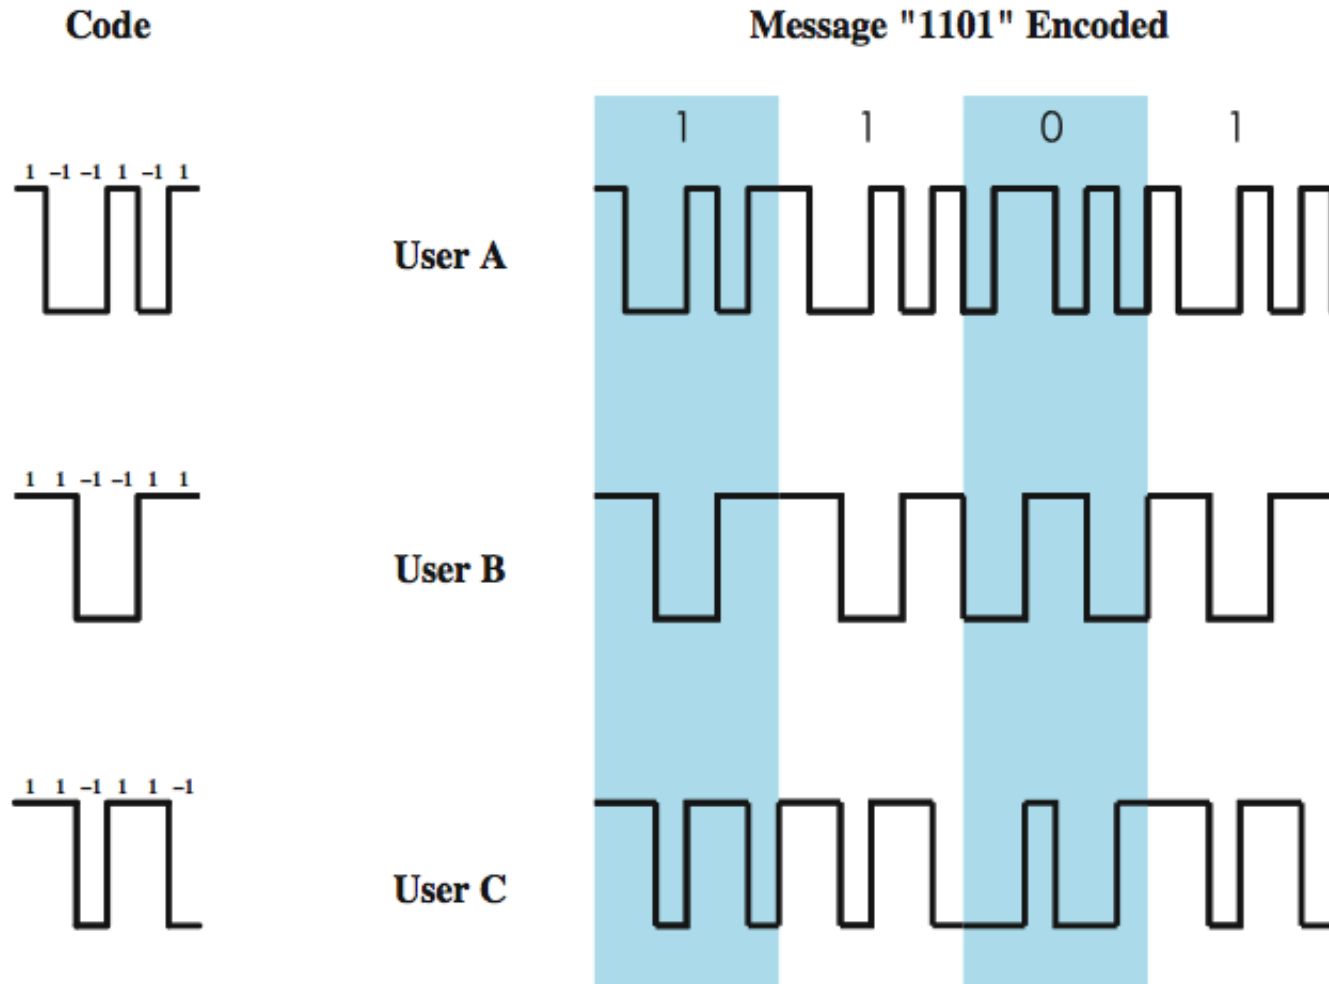 Code
Message "1101" Encoded
1 1 0 1
1 –1 –1 1 –1 1
User A
1 1 –1 –1 1 1
User B
1 1 –1 1 1 –1
User C